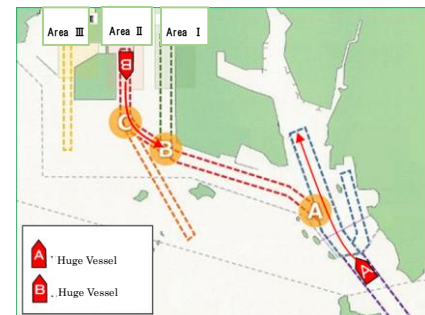 Area Ⅲ Area Ⅱ Area Ⅰ
B
C
B
A
A
A . Huge Vessel
B .. Huge Vessel